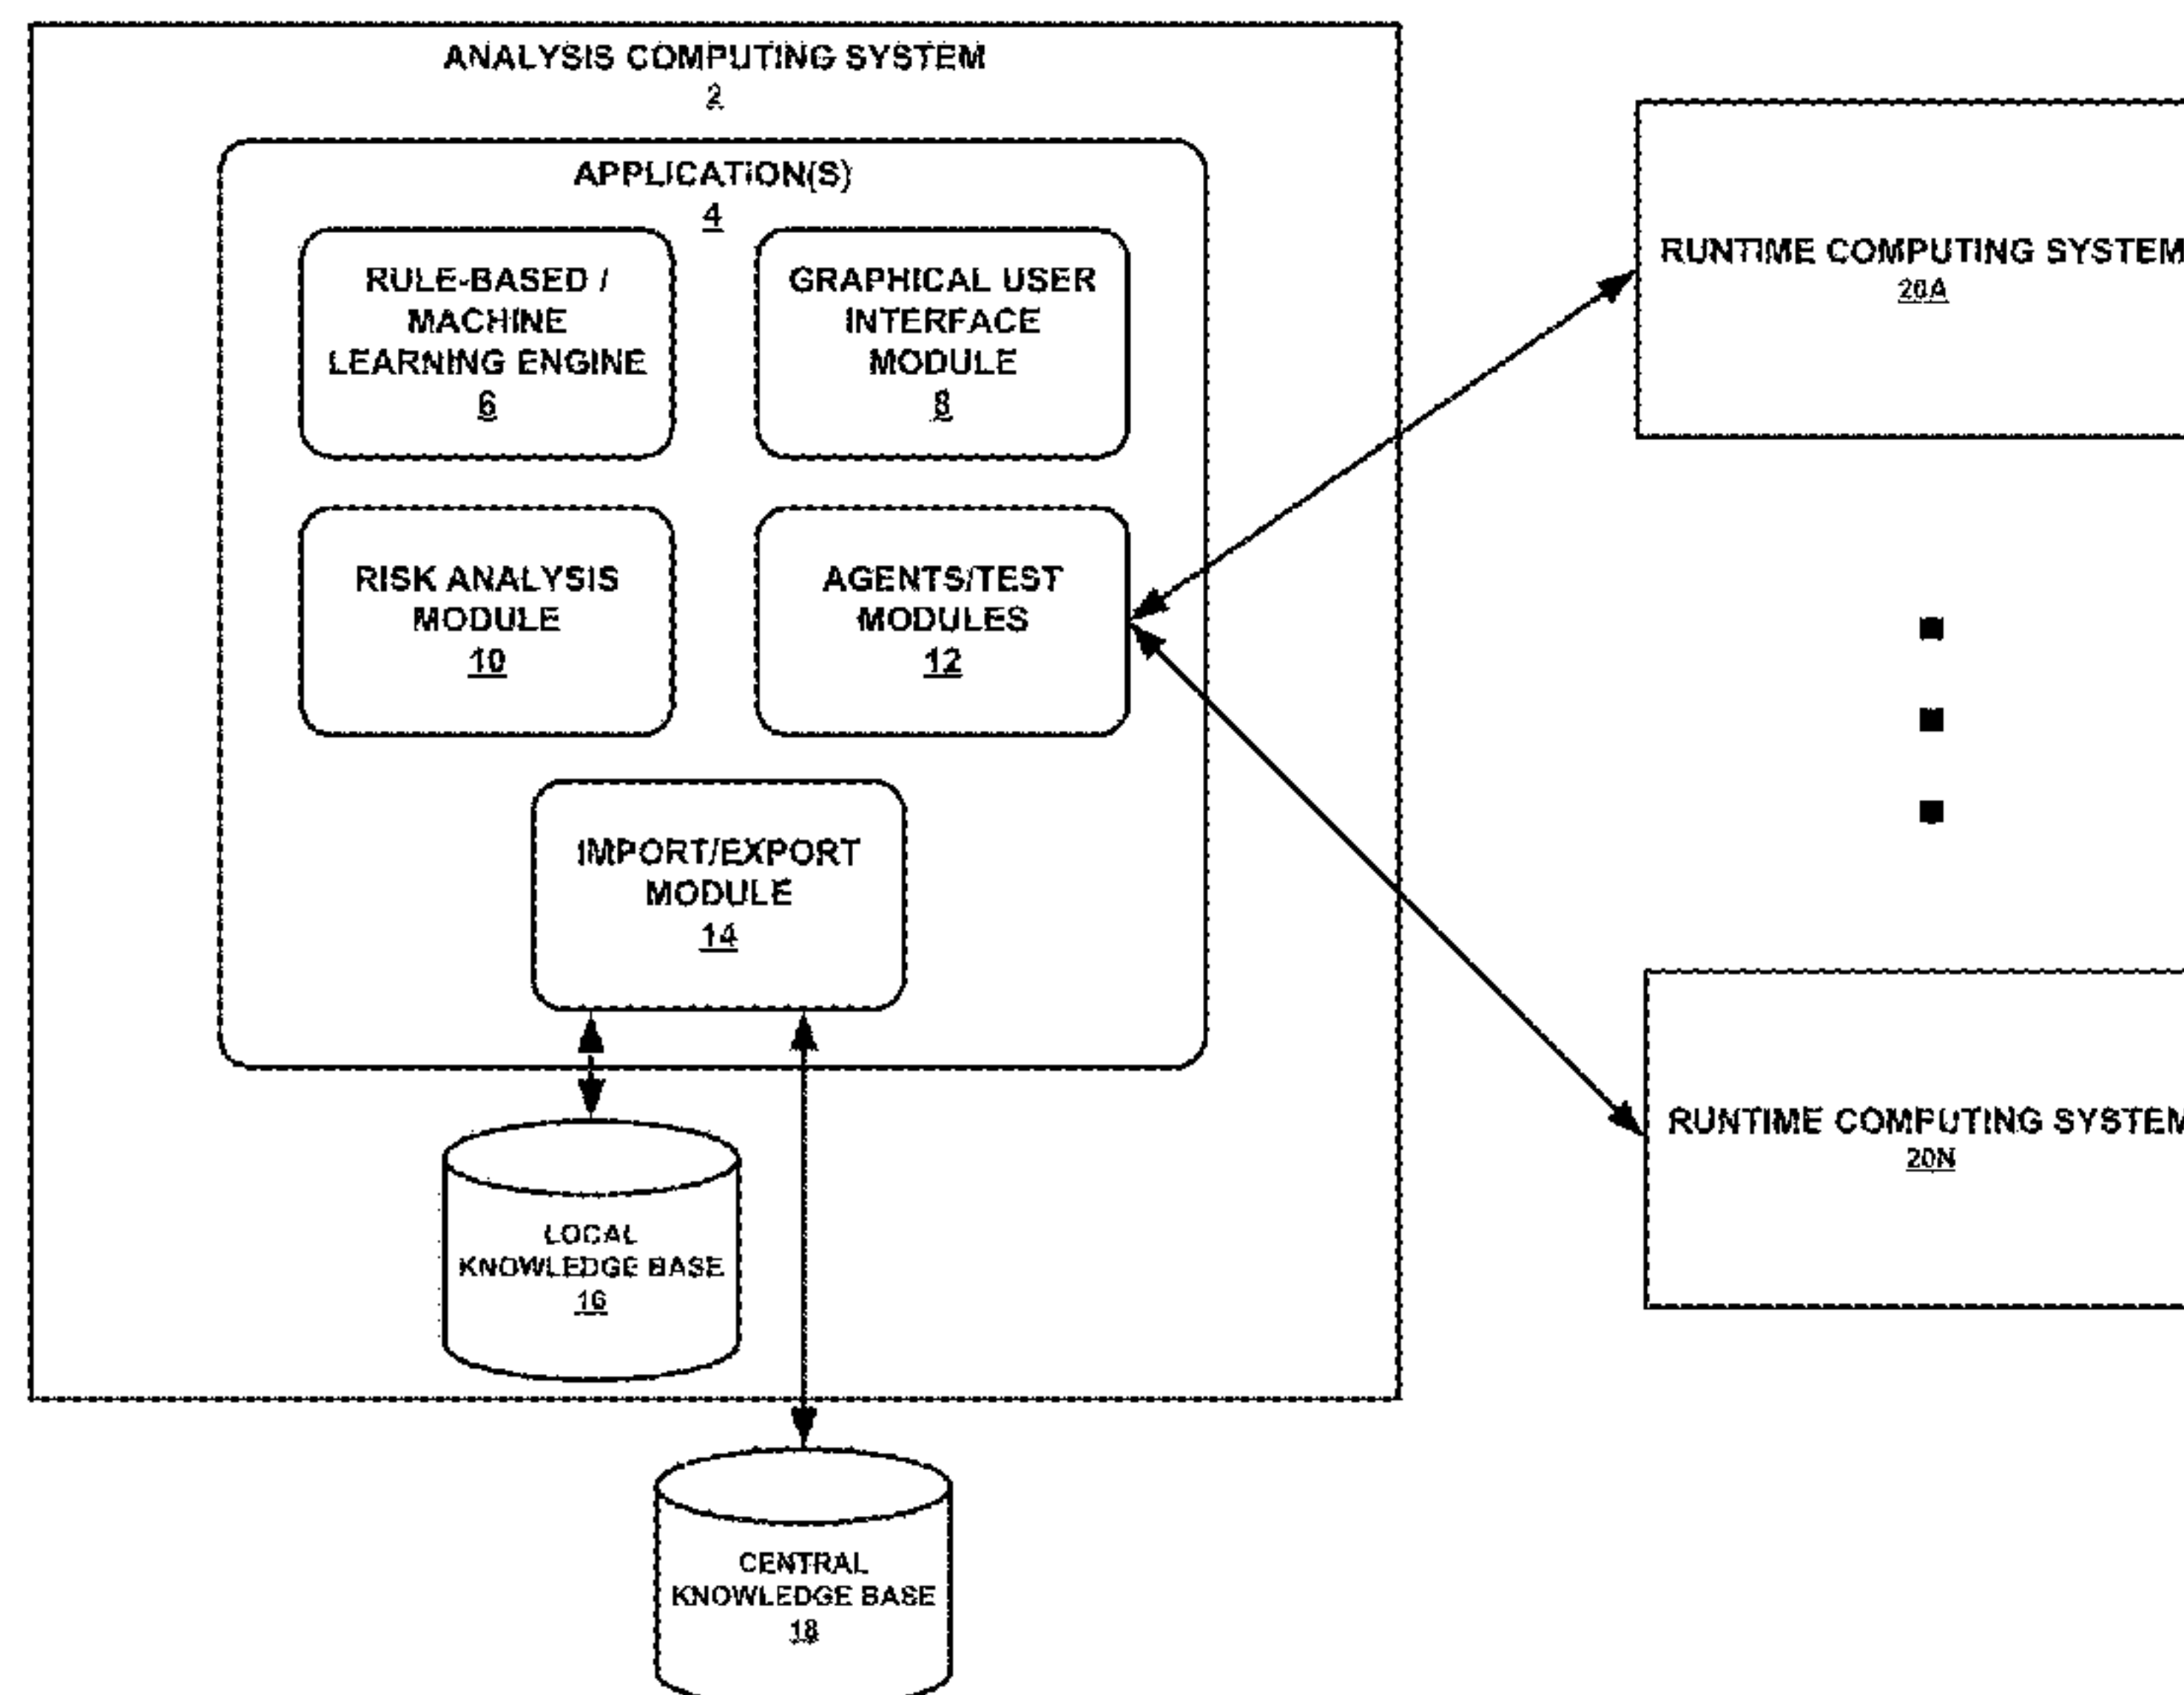 ANALYSIS COMPUTING SYSTEM
2
APPLICATION(S)
4
RULE-BASED /
MACHINE
LEARNING ENGINE
6
GRAPHICAL USER
INTERFACE
MODULE
8
RISK ANALYSIS
MODULE
10
AGENTS/TEST
MODULES
12
IMPORT/EXPORT
MODULE
14
LOCAL
KNOWLEDGE BASE
16
CENTRAL
KNOWLEDGE BASE
18
RUNTIME COMPUTING SYSTEM
20A
RUNTIME COMPUTING SYSTEM
20N